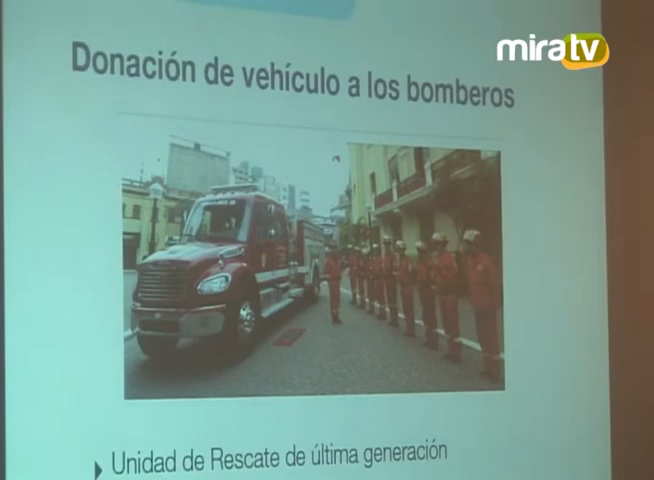 miratv
Donación de vehículo a los bomberos
Unidad de Rescate de última generación